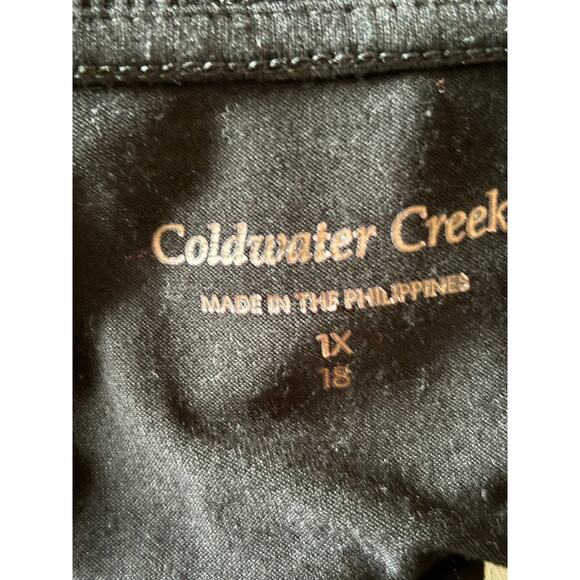 Coldwater Creek
MADE IN THE PHILIPPINES
1X
18